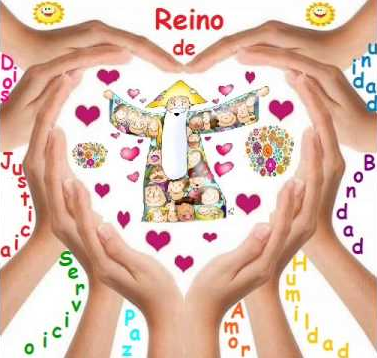 Reino
de
Dios
unidad
Justicia
Bondad
Servicio
Humildad
Paz
Amor